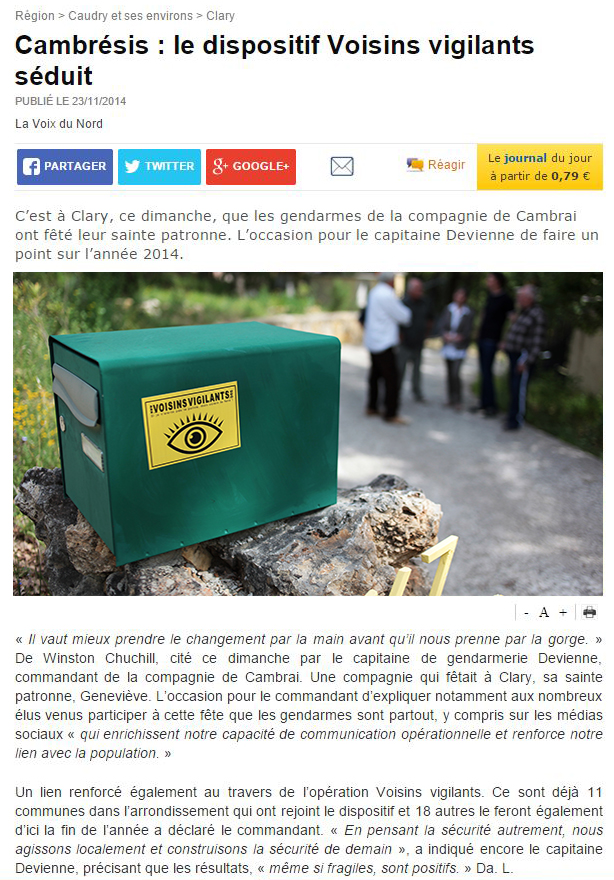 Région > Caudry et ses environs > Clary
Cambrésis : le dispositif Voisins vigilants
séduit
PUBLIÉ LE 23/11/2014
La Voix du Nord
PARTAGER TWITTER GOOGLE+ Réagir Le journal du jour
à partir de 0,79 €
C'est à Clary, ce dimanche, que les gendarmes de la compagnie de Cambrai
ont fêté leur sainte patronne. L'occasion pour le capitaine Devienne de faire un
point sur l'année 2014.
VOISINS VIGILANTS
- A +
« Il vaut mieux prendre le changement par la main avant qu'il nous prenne par la gorge. »
De Winston Chuchill, cité ce dimanche par le capitaine de gendarmerie Devienne,
commandant de la compagnie de Cambrai. Une compagnie qui fêtait à Clary, sa sainte
patronne, Geneviève. L'occasion pour le commandant d'expliquer notamment aux nombreux
élus venus participer à cette fête que les gendarmes sont partout, y compris sur les médias
sociaux « qui enrichissent notre capacité de communication opérationnelle et renforce notre
lien avec la population. »
Un lien renforcé également au travers de l'opération Voisins vigilants. Ce sont déjà 11
communes dans l'arrondissement qui ont rejoint le dispositif et 18 autres le feront également
d'ici la fin de l'année a déclaré le commandant. « En pensant la sécurité autrement, nous
agissons localement et construisons la sécurité de demain », a indiqué encore le capitaine
Devienne, précisant que les résultats, « même si fragiles, sont positifs. » Da. L.